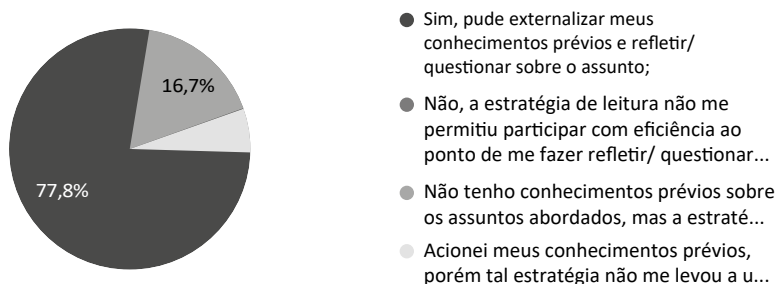 16,7%
77,8%
Sim, pude externalizar meus
conhecimentos prévios e refletir/
questionar sobre o assunto;
Não, a estratégia de leitura não me
permitiu participar com eficiência ao
ponto de me fazer refletir/ questionar...
Não tenho conhecimentos prévios sobre
os assuntos abordados, mas a estraté...
Acionei meus conhecimentos prévios,
porém tal estratégia não me levou a u...